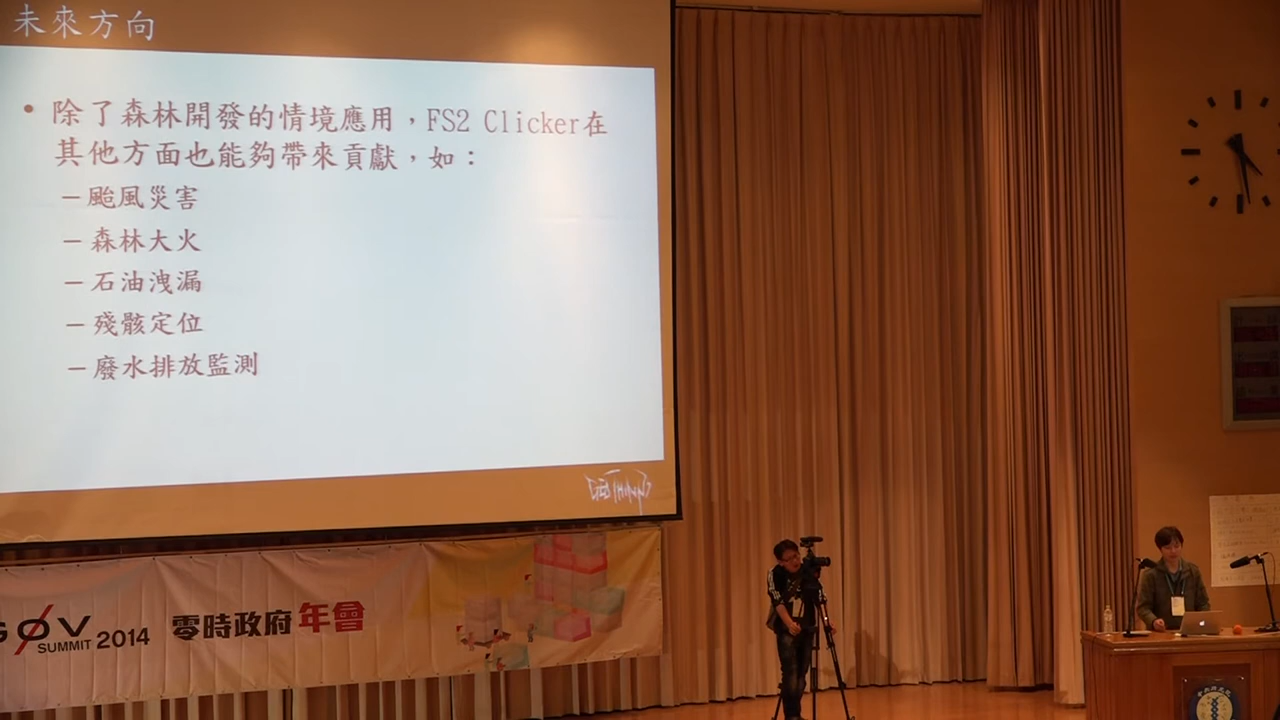 未來方向
• 除了森林開發的情境應用，FS2 Clicker在
其他方面也能夠帶來貢獻，如：
– 颱風災害
– 森林大火
– 石油洩漏
– 殘骸定位
– 廢水排放監測
GØV
SUMMIT 2014
零時政府年會